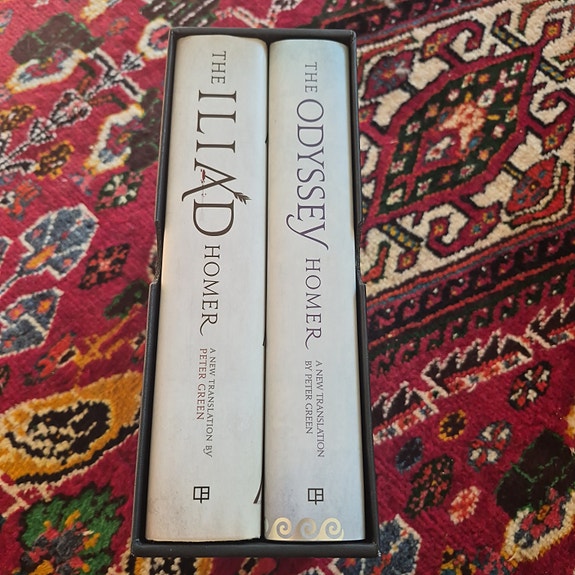 THE ILIAD HOMER
A NEW TRANSLATION BY
PETER GREEN
THE ODYSSEY HOMER
A NEW TRANSLATION
BY PETER GREEN